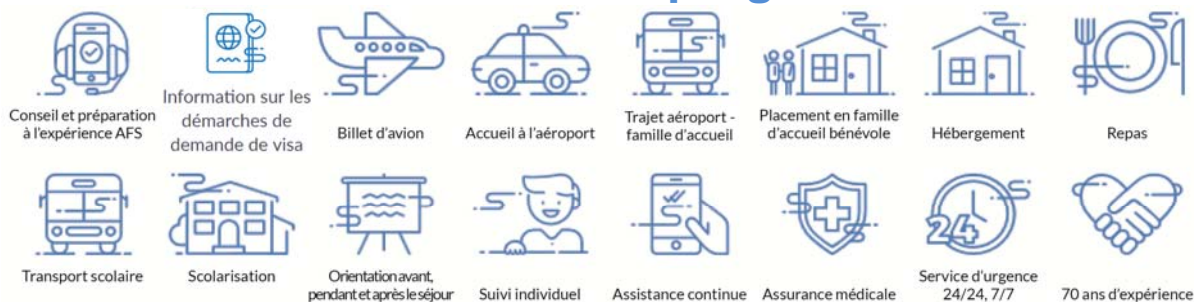 Conseil et préparation
à l'expérience AFS
Information sur les
démarches de
demande de visa
Billet d'avion
Accueil à l'aéroport
Trajet aéroport -
famille d'accueil
Placement en famille
d'accueil bénévole
Hébergement
Repas
Transport scolaire
Scolarisation
Orientation avant,
pendant et après le séjour
Suivi individuel
Assistance continue
Assurance médicale
24
Service d'urgence
24/24, 7/7
70 ans d'expérience